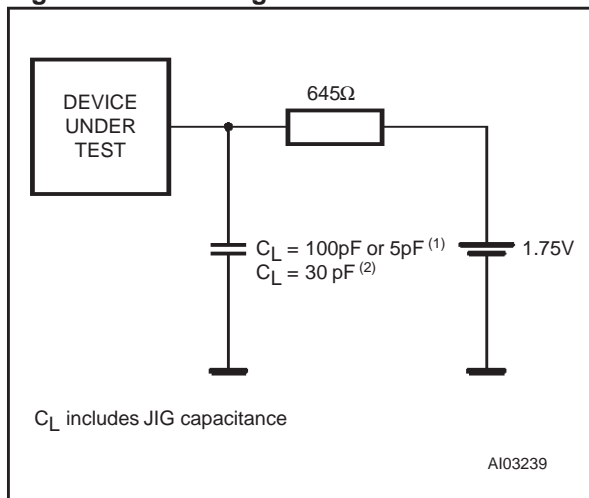 DEVICE
UNDER
TEST
645Ω
C_L = 100pF or 5pF (1)
C_L = 30 pF (2)
1.75V
C_L includes JIG capacitance
AI03239